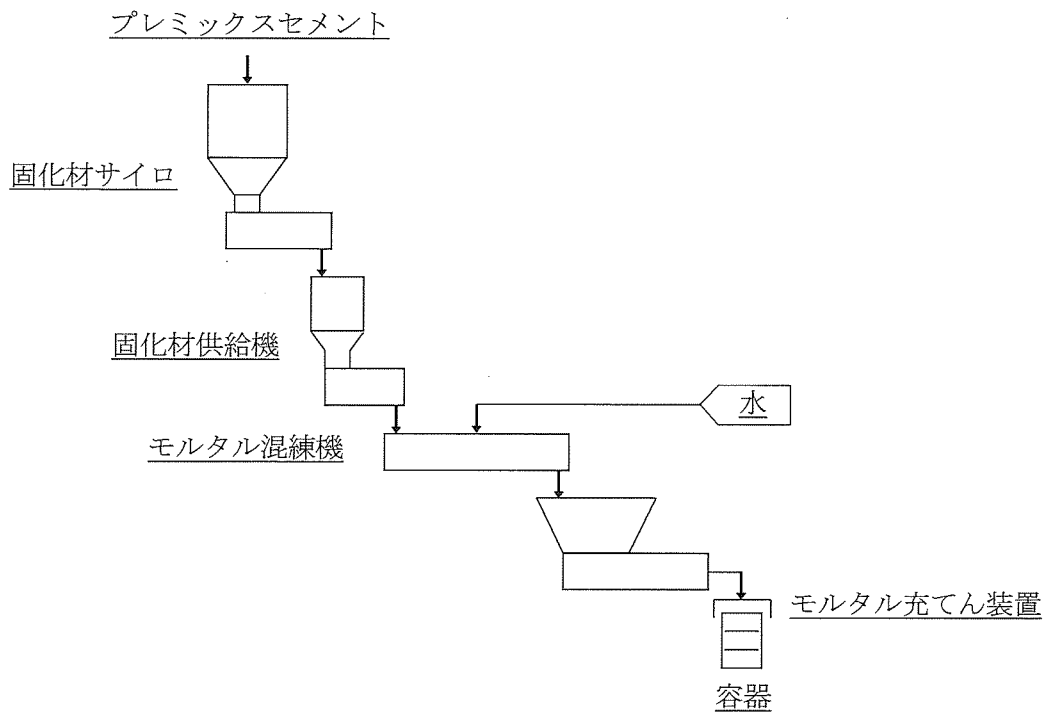 プレミックスセメント
固化材サイロ
固化材供給機
水
モルタル混練機
モルタル充てん装置
容器